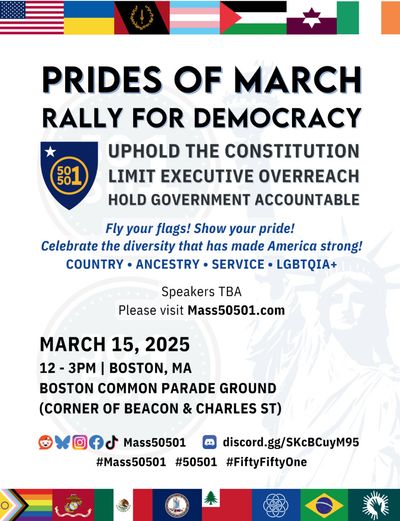 PRIDES OF MARCH
RALLY FOR DEMOCRACY
50
50 1
UPHOLD THE CONSTITUTION
LIMIT EXECUTIVE OVERREACH
HOLD GOVERNMENT ACCOUNTABLE
Fly your flags! Show your pride!
Celebrate the diversity that has made America strong!
COUNTRY • ANCESTRY • SERVICE • LGBTQIA+
Speakers TBA
Please visit Mass50501.com
MARCH 15, 2025
12 - 3PM | BOSTON, MA
BOSTON COMMON PARADE GROUND
(CORNER OF BEACON & CHARLES ST)
Mass50501 discord.gg/SKcBCuyM95
#Mass50501 #50501 #FiftyFiftyOne